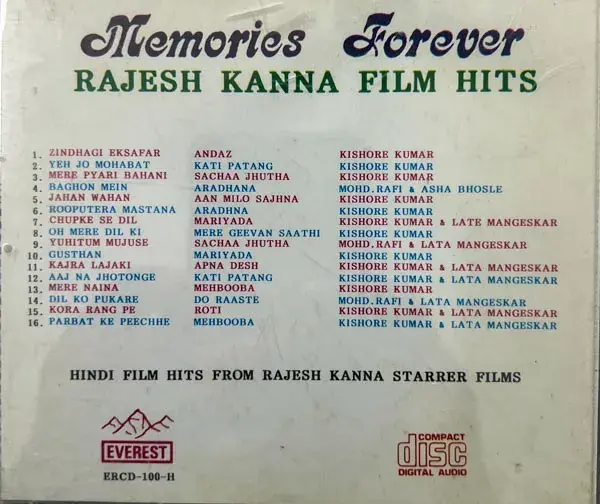 Memories Forever
RAJESH KANNA FILM HITS
1. ZINDHAGI EKSAFAR ANDAZ KISHORE KUMAR
2. YEH JO MOHABAT KATI PATANG KISHORE KUMAR
3. MERE PYARI BAHANI SACHAA JHUTHA KISHORE KUMAR
4. BAGHON MEIN ARADHANA MOHD.RAFI & ASHA BHOSLE
5. JAHAN WAHAN AAN MILO SAJHNA KISHORE KUMAR
6. ROOPUTERA MASTANA ARADHNA KISHORE KUMAR
7. CHUPKE SE DIL MARIYADA KISHORE KUMAR & LATE MANGESKAR
8. OH MERE DIL KI MERE GEEVAN SAATHI KISHORE KUMAR
9. YUHITUM MUJUSE SACHAA JHUTHA MOHD.RAFI & LATA MANGESKAR
10. GUSTHAN MARIYADA KISHORE KUMAR
11. KAJRA LAJAKI APNA DESH KISHORE KUMAR & LATA MANGESKAR
12. AAJ NA JHOTONGE KATI PATANG KISHORE KUMAR & LATA MANGESKAR
13. MERE NAINA MEHBOOBA KISHORE KUMAR
14. DIL KO PUKARE DO RAASTE MOHD.RAFI & LATA MANGESKAR
15. KORA RANG PE ROTI KISHORE KUMAR & LATA MANGESKAR
16. PARBAT KE PEECHHE MEHBOOBA KISHORE KUMAR & LATA MANGESKAR
HINDI FILM HITS FROM RAJESH KANNA STARRER FILMS
EVEREST
ERCD-100-H
COMPACT
disc
DIGITAL AUDIO